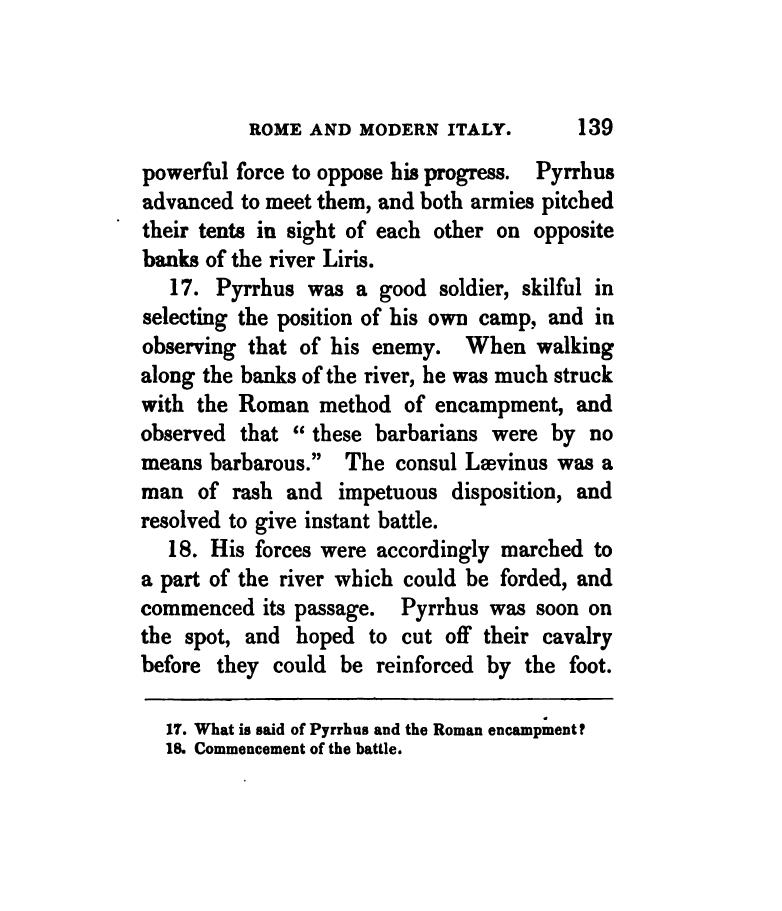 ROME AND MODERN ITALY. 139
powerful force to oppose his progress. Pyrrhus
advanced to meet them, and both armies pitched
their tents in sight of each other on opposite
banks of the river Liris.
17. Pyrrhus was a good soldier, skilful in
selecting the position of his own camp, and in
observing that of his enemy. When walking
along the banks of the river, he was much struck
with the Roman method of encampment, and
observed that “ these barbarians were by no
means barbarous.” The consul Lævinus was a
man of rash and impetuous disposition, and
resolved to give instant battle.
18. His forces were accordingly marched to
a part of the river which could be forded, and
commenced its passage. Pyrrhus was soon on
the spot, and hoped to cut off their cavalry
before they could be reinforced by the foot.
17. What is said of Pyrrhus and the Roman encampment?
18. Commencement of the battle.